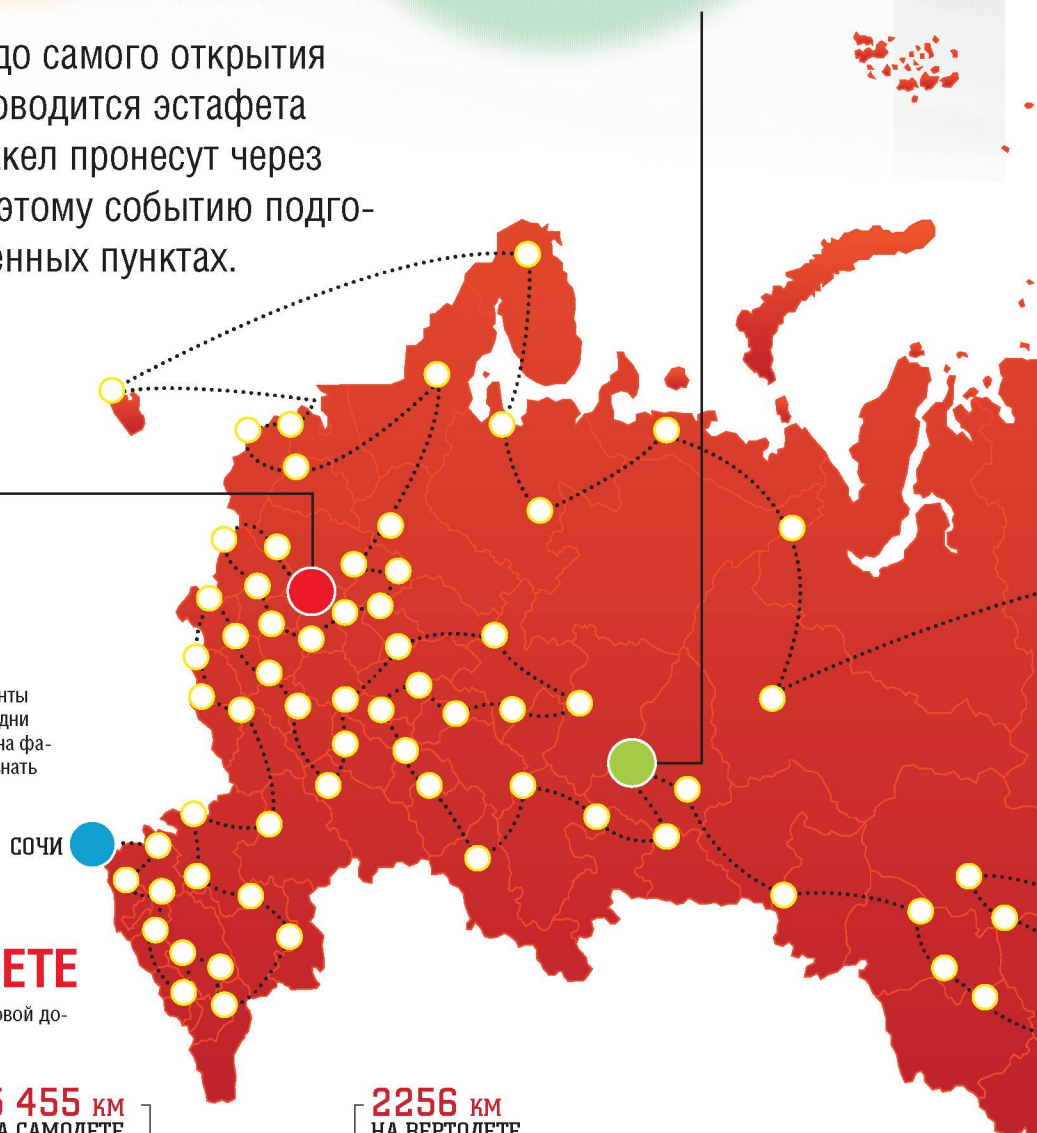 до самого открытия
оводится эстафета
кел пронесут через
этому событию подго-
енных пунктах.
нты
дни
на фа-
нать
СОЧИ
ЕТЕ
овой до-
455 км
САМОЛЕТЕ
2256 км
НА ВЕРТОЛЕТЕ